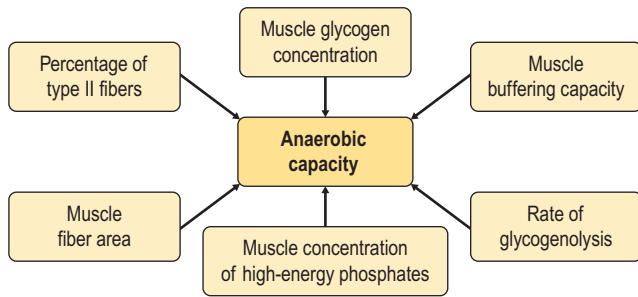 Muscle glycogen
concentration
Percentage of
type II fibers
Muscle
buffering capacity
Anaerobic
capacity
Muscle
fiber area
Muscle concentration
of high-energy phosphates
Rate of
glycogenolysis